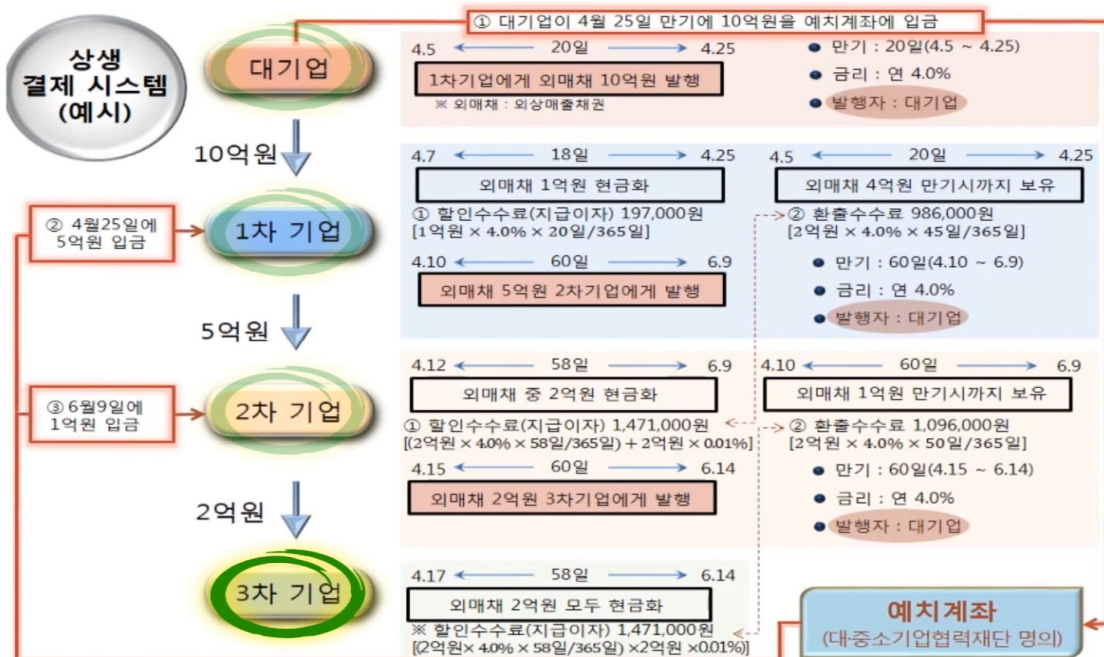 ① 대기업이 4월 25일 만기에 10억원을 예치계좌에 입금
상생
결제 시스템
(예시)
대기업
4.5 20일 4.25
1차기업에게 외매채 10억원 발행
※ 외매채 : 외상매출채권
● 만기 : 20일(4.5 ~ 4.25)
● 금리 : 연 4.0%
● 발행자 : 대기업
10억원
② 4월25일에
5억원 입금
1차 기업
4.7 18일 4.25
외매채 1억원 현금화
① 할인수수료(지급이자) 197,000원
[1억원 × 4.0% × 20일/365일]
4.10 60일 6.9
외매채 5억원 2차기업에게 발행
4.5 20일 4.25
외매채 4억원 만기시까지 보유
② 환출수수료 986,000원
[2억원 × 4.0% × 45일/365일]
● 만기 : 60일(4.10 ~ 6.9)
● 금리 : 연 4.0%
● 발행자 : 대기업
5억원
③ 6월9일에
1억원 입금
2차 기업
4.12 58일 6.9
외매채 중 2억원 현금화
① 할인수수료(지급이자) 1,471,000원
[(2억원 × 4.0% × 58일/365일) + 2억원 × 0.01%]
4.15 60일 6.14
외매채 2억원 3차기업에게 발행
4.10 60일 6.9
외매채 1억원 만기시까지 보유
② 환출수수료 1,096,000원
[2억원 × 4.0% × 50일/365일]
● 만기 : 60일(4.15 ~ 6.14)
● 금리 : 연 4.0%
● 발행자 : 대기업
2억원
3차 기업
4.17 58일 6.14
외매채 2억원 모두 현금화
※ 할인수수료(지급이자) 1,471,000원
[(2억원× 4.0% × 58일/365일) ×2억원 ×0.01%]
예치계좌
(대·중소기업협력재단 명의)